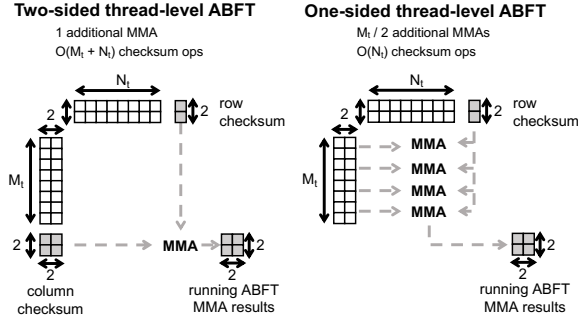 Two-sided thread-level ABFT
1 additional MMA
O(Mt + Nt) checksum ops
Nt
2
2
row
checksum
2
Mt
2
MMA
2
2
2
column
checksum
running ABFT
MMA results
One-sided thread-level ABFT
Mt / 2 additional MMAs
O(Nt) checksum ops
Nt
2
2
row
checksum
2
MMA
MMA
Mt
MMA
MMA
2
2
running ABFT
MMA results